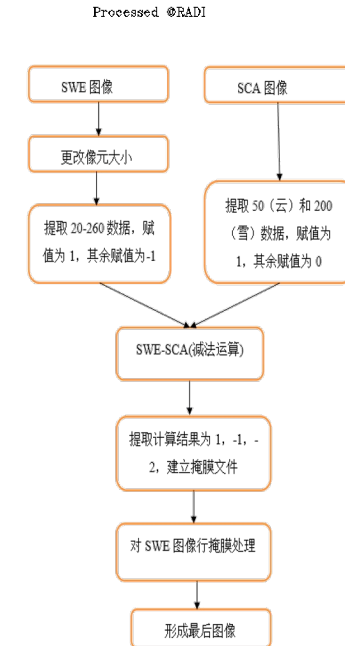 Processed @RADI
SWE 图像
SCA 图像
更改像元大小
提取 20-260 数据，赋
值为 1，其余赋值为-1
提取 50（云）和 200
（雪）数据，赋值为
1，其余赋值为 0
SWE-SCA(减法运算)
提取计算结果为 1，-1，-
2，建立掩膜文件
对 SWE 图像行掩膜处理
形成最后图像